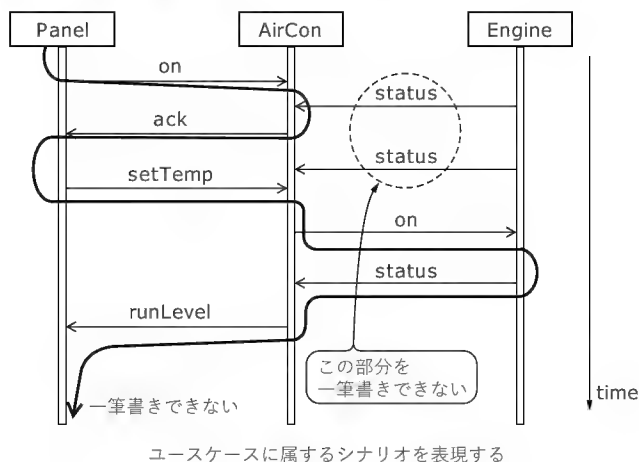 Panel
AirCon
Engine
on
status
ack
status
setTemp
on
status
runLevel
この部分を
一筆書きできない
time
一筆書きできない
ユースケースに属するシナリオを表現する